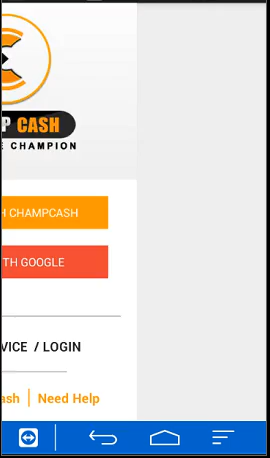 P CASH
E CHAMPION
H CHAMPCASH
TH GOOGLE
VICE / LOGIN
ash | Need Help